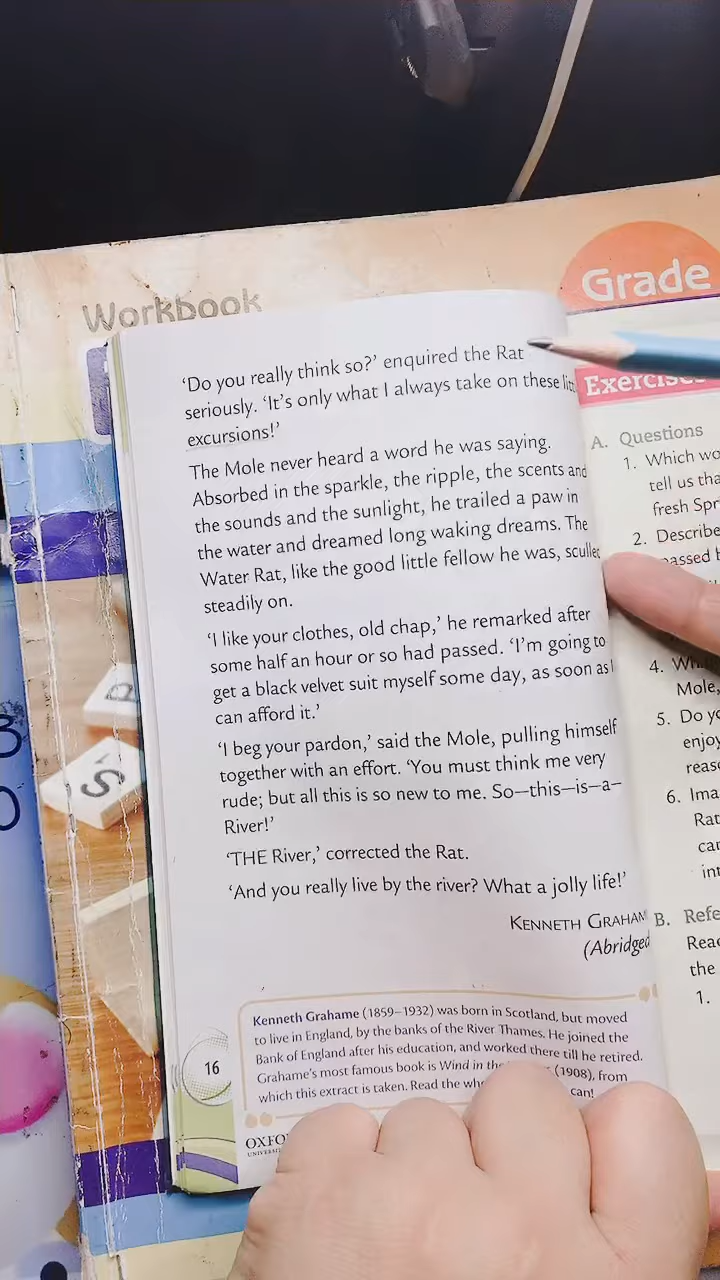 Workbook
Grade
'Do you really think so?' enquired the Rat
seriously. 'It's only what I always take on these
excursions!'
The Mole never heard a word he was saying.
Absorbed in the sparkle, the ripple, the scents and
the sounds and the sunlight, he trailed a paw in
the water and dreamed long waking dreams. The
Water Rat, like the good little fellow he was, sculled
steadily on.
'I like your clothes, old chap,' he remarked after
some half an hour or so had passed. 'I'm going to
get a black velvet suit myself some day, as soon as I
can afford it.'
'I beg your pardon,' said the Mole, pulling himself
together with an effort. 'You must think me very
rude; but all this is so new to me. So—this—is—a—
River!'
'THE River,' corrected the Rat.
'And you really live by the river? What a jolly life!'
KENNETH GRAHAM
(Abridged
Kenneth Grahame (1859–1932) was born in Scotland, but moved
to live in England, by the banks of the River Thames. He joined the
Bank of England after his education, and worked there till he retired.
Grahame's most famous book is Wind in the (1908), from
which this extract is taken. Read the can!
16
Exercise
A. Questions
1. Which
tell us
fresh
2. Describe
passed
4.
Mole,
5. Do
enjoy
6.
Rat
B.
the
1.